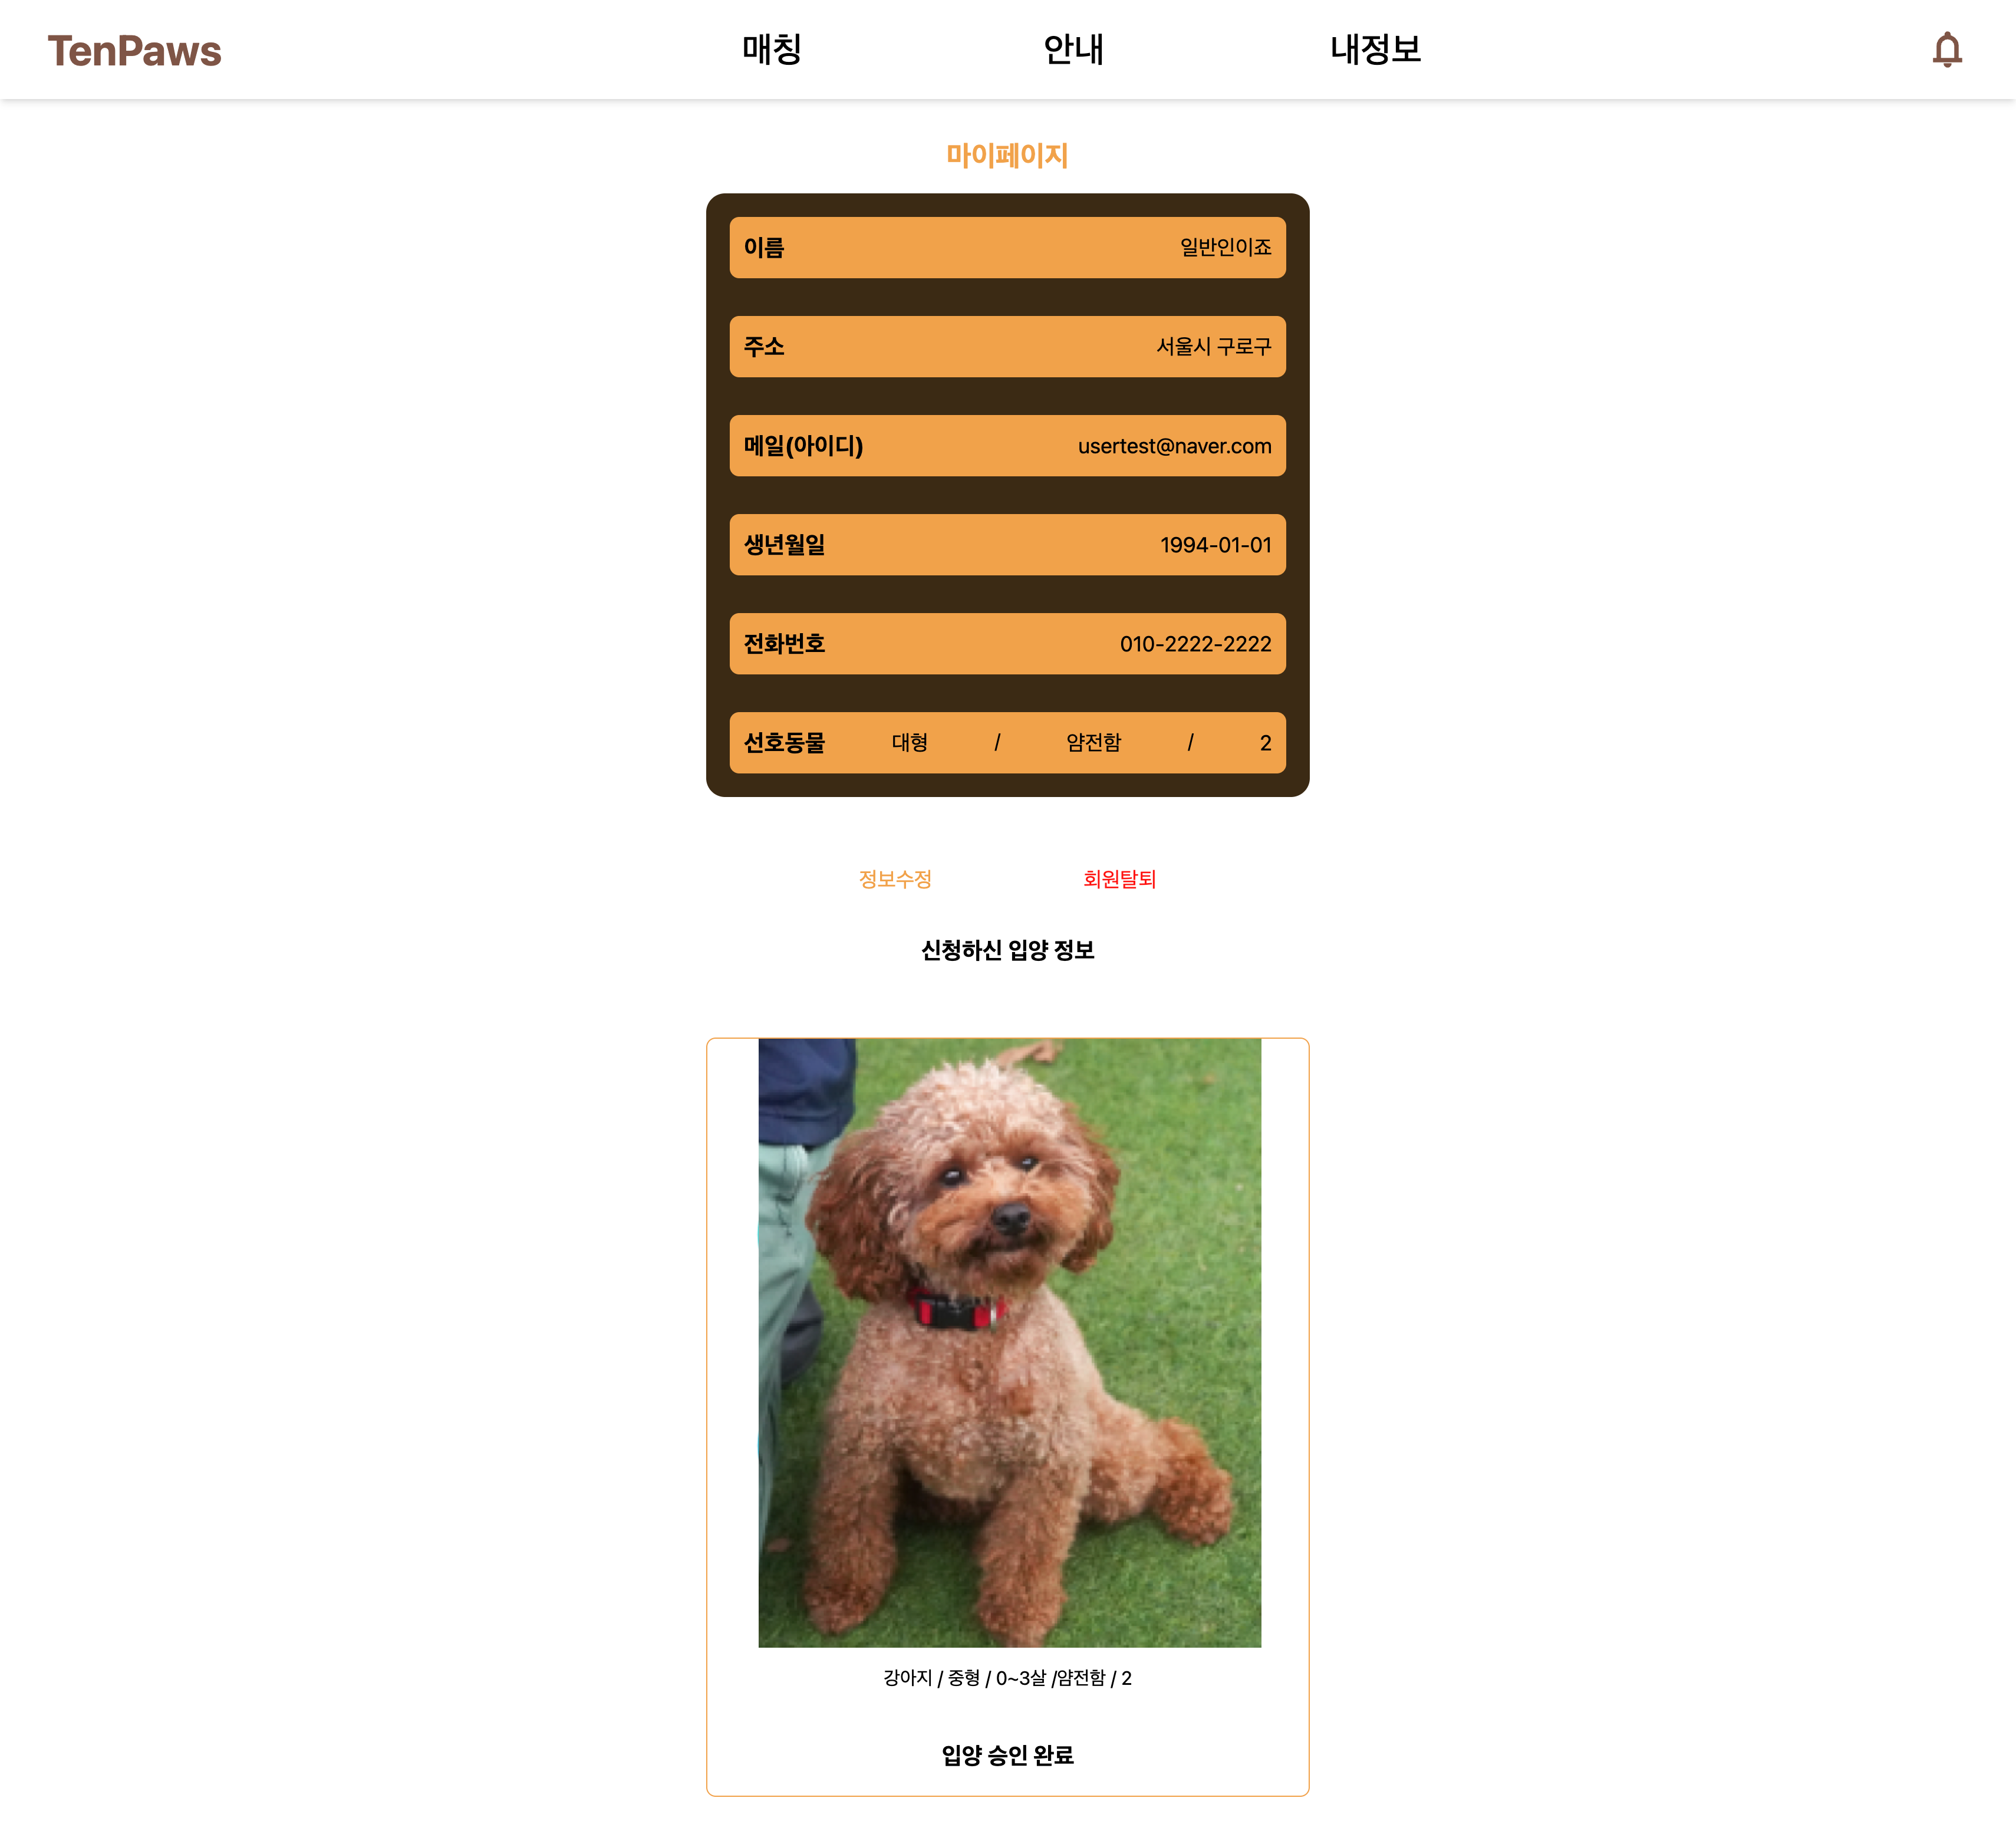 TenPaws 매칭 안내 내정보
마이페이지
이름 일반인이죠
주소 서울시 구로구
메일(아이디) usertest@naver.com
생년월일 1994-01-01
전화번호 010-2222-2222
선호동물 대형 / 얌전함 / 2
정보수정 회원탈퇴
신청하신 입양 정보
강아지 / 중형 / 0~3살 /얌전함 / 2
입양 승인 완료